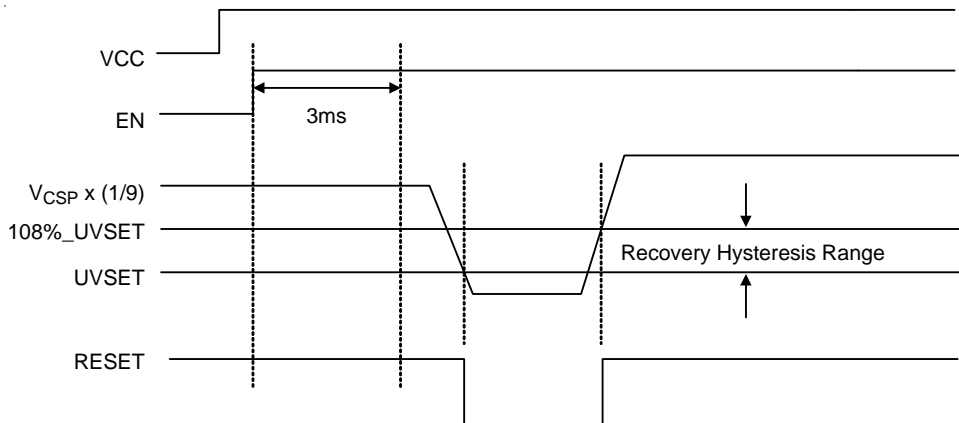 VCC
EN
3ms
V_CSP x (1/9)
108%_UVSET
Recovery Hysteresis Range
UVSET
RESET